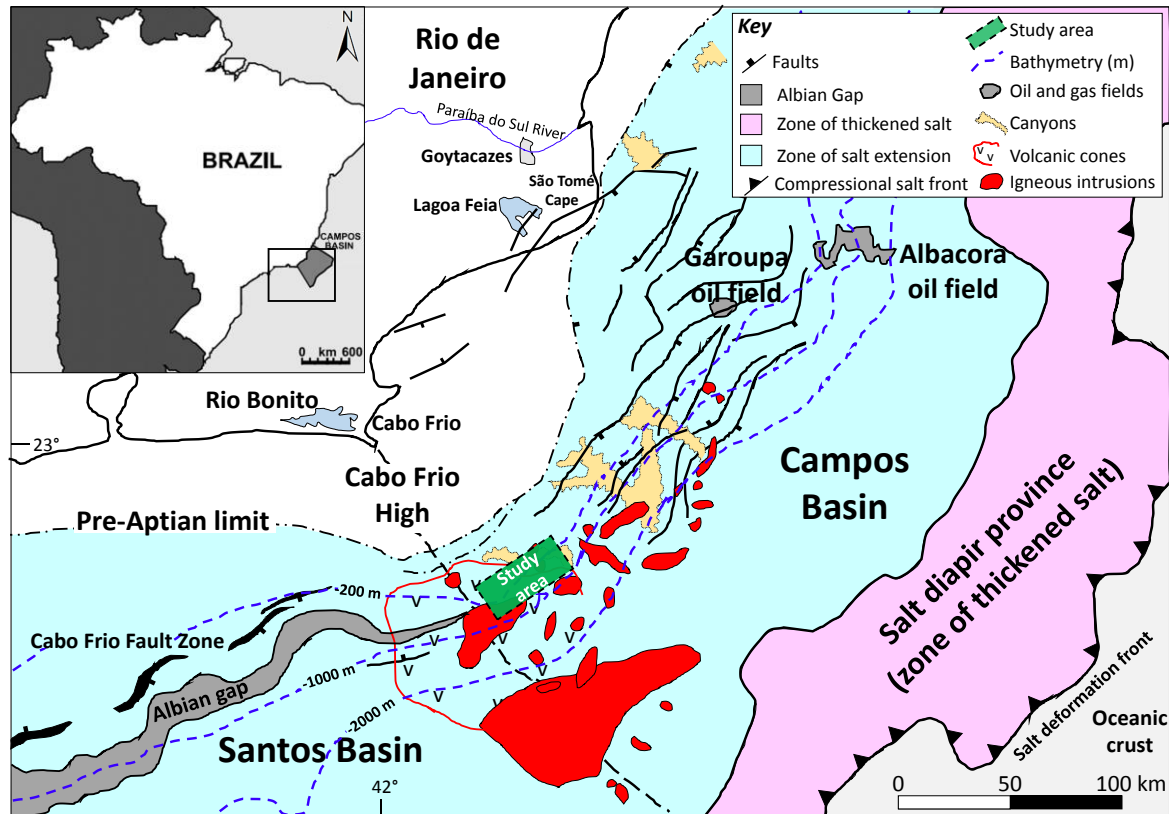 N
BRAZIL
CAMPOS
BASIN
0 km 600
Rio de
Janeiro
Paraíba do Sul River
Goytacazes
São Tomé
Cape
Lagoa Feia
Key
Faults
Albian Gap
Zone of thickened salt
Zone of salt extension
Compressional salt front
Study area
Bathymetry (m)
Oil and gas fields
Canyons
v v
Volcanic cones
Igneous intrusions
Garoupa
oil field
Albacora
oil field
Rio Bonito
Cabo Frio
23°
Cabo Frio
High
Campos
Basin
Pre-Aptian limit
Study
area
-200 m
Cabo Frio Fault Zone
-1000 m
Albian gap
-2000 m
v v v v v v v v v v
Santos Basin
42°
Salt diapir province
(zone of thickened salt)
Salt deformation front
Oceanic
crust
0 50 100 km